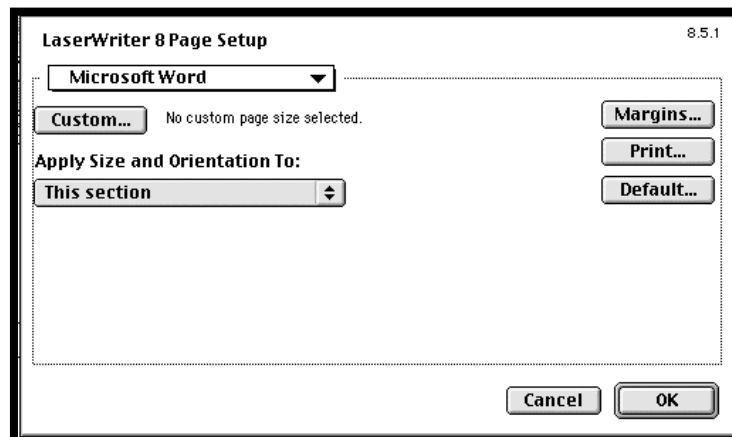 LaserWriter 8 Page Setup
8.5.1
Microsoft Word
Custom...
No custom page size selected.
Margins...
Apply Size and Orientation To:
Print...
This section
Default...
Cancel
OK